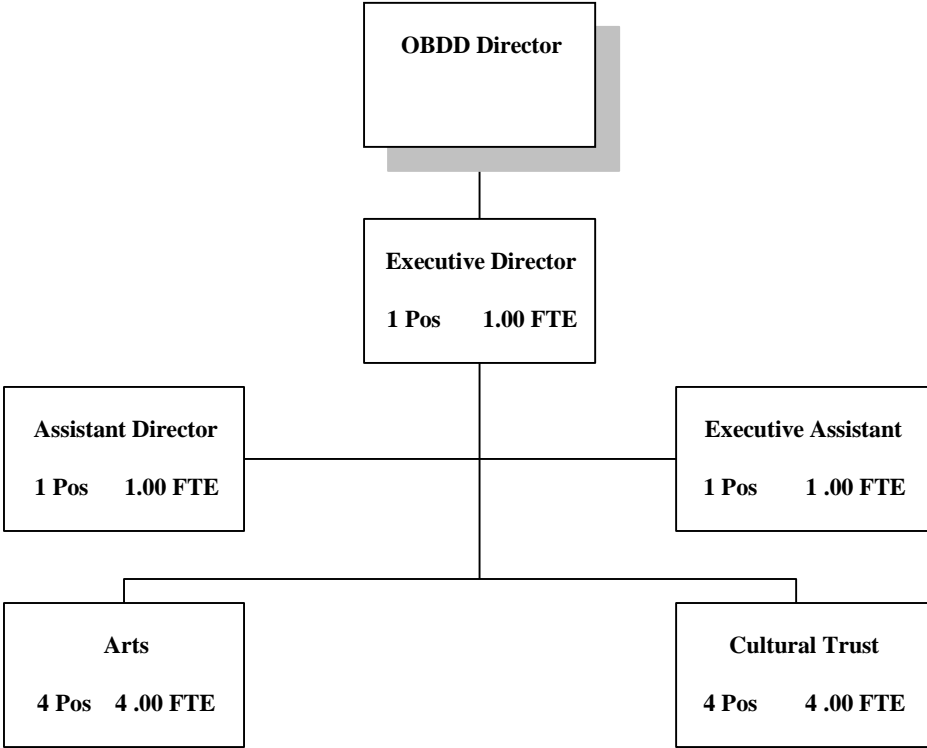 OBDD Director
Executive Director
1 Pos 1.00 FTE
Assistant Director
1 Pos 1.00 FTE
Executive Assistant
1 Pos 1 .00 FTE
Arts
4 Pos 4 .00 FTE
Cultural Trust
4 Pos 4 .00 FTE